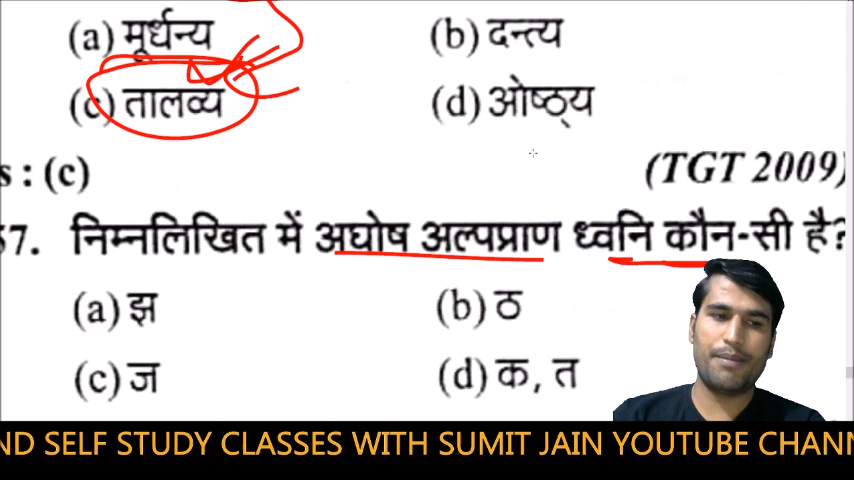 (a) मूर्धन्य (b) दन्त्य
(c) तालव्य (d) ओष्ठ्य
s : (c) (TGT 2009)
57. निम्नलिखित में अघोष अल्पप्राण ध्वनि कौन-सी है?
(a) झ (b) ठ
(c) ज (d) क, त
ND SELF STUDY CLASSES WITH SUMIT JAIN YOUTUBE CHANN